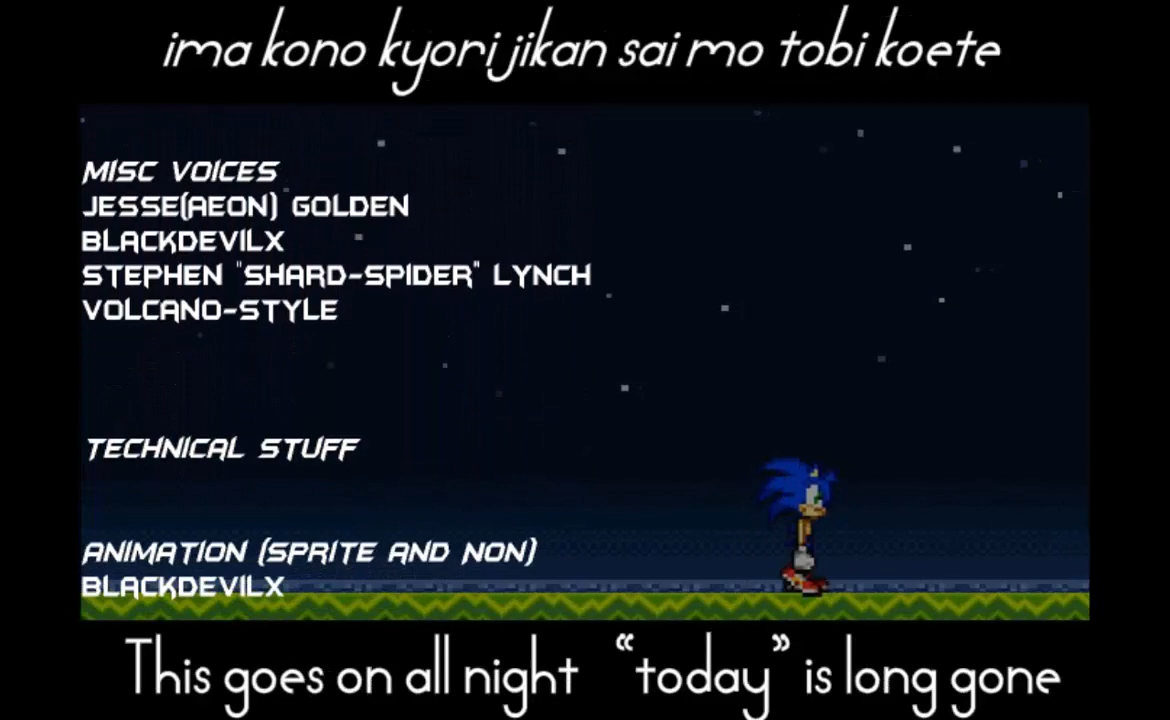 ima kono kyori jikan sai mo tobi koete
MISC VOICES
JESSE(AEON) GOLDEN
BLACKDEVILX
STEPHEN "SHARD-SPIDER" LYNCH
VOLCANO-STYLE
TECHNICAL STUFF
ANIMATION (SPRITE AND NON)
BLACKDEVILX
This goes on all night “today” is long gone